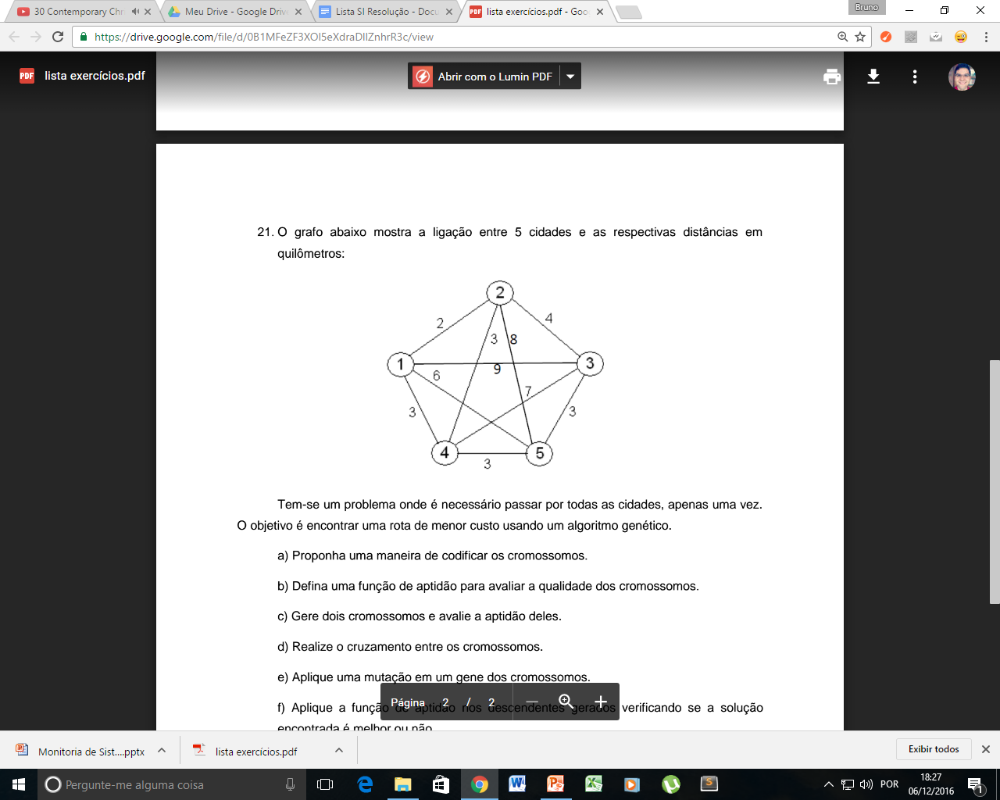 30 Contemporary Chr
Meu Drive - Google Drive
Lista SI Resolução - Docu
lista exercícios.pdf - Goo
Bruno
https://drive.google.com/file/d/0B1MFeZF3XOl5eXdraDllZnhrR3c/view
PDF lista exercícios.pdf
Abrir com o Lumin PDF
21. O grafo abaixo mostra a ligação entre 5 cidades e as respectivas distâncias em
quilômetros:
2
2
4
3 8
1
3
9
6
7
3
3
4
5
3
Tem-se um problema onde é necessário passar por todas as cidades, apenas uma vez.
O objetivo é encontrar uma rota de menor custo usando um algoritmo genético.
a) Proponha uma maneira de codificar os cromossomos.
b) Defina uma função de aptidão para avaliar a qualidade dos cromossomos.
c) Gere dois cromossomos e avalie a aptidão deles.
d) Realize o cruzamento entre os cromossomos.
e) Aplique uma mutação em um gene dos cromossomos.
Página 2 / 2
f) Aplique a função de aptidão nos descendentes gerados verificando se a solução
encontrada é melhor ou não
Monitoria de Sist....pptx
lista exercícios.pdf
Exibir todos
Pergunte-me alguma coisa
POR
18:27
06/12/2016
1